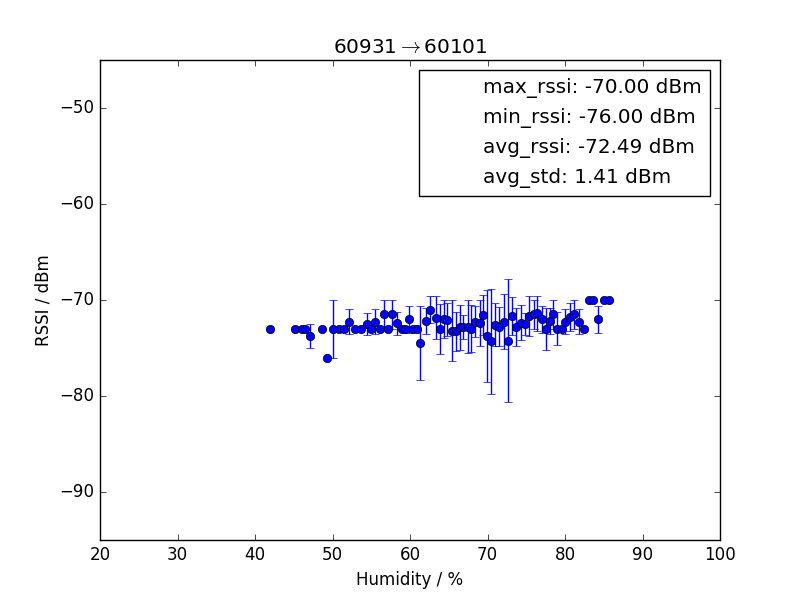 60931→60101
max_rssi: -70.00 dBm
min_rssi: -76.00 dBm
avg_rssi: -72.49 dBm
avg_std: 1.41 dBm
−50
−60
−70
−80
−90
RSSI / dBm
20 30 40 50 60 70 80 90 100
Humidity / %